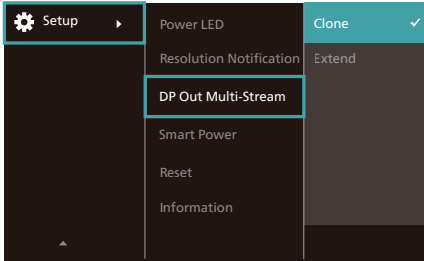 Setup
Power LED
Clone
Resolution Notification
Extend
DP Out Multi-Stream
Smart Power
Reset
Information